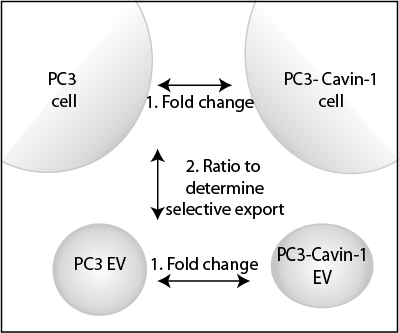 PC3
cell
PC3- Cavin-1
cell
1. Fold change
2. Ratio to
determine
selective export
PC3 EV
1. Fold change
PC3-Cavin-1
EV